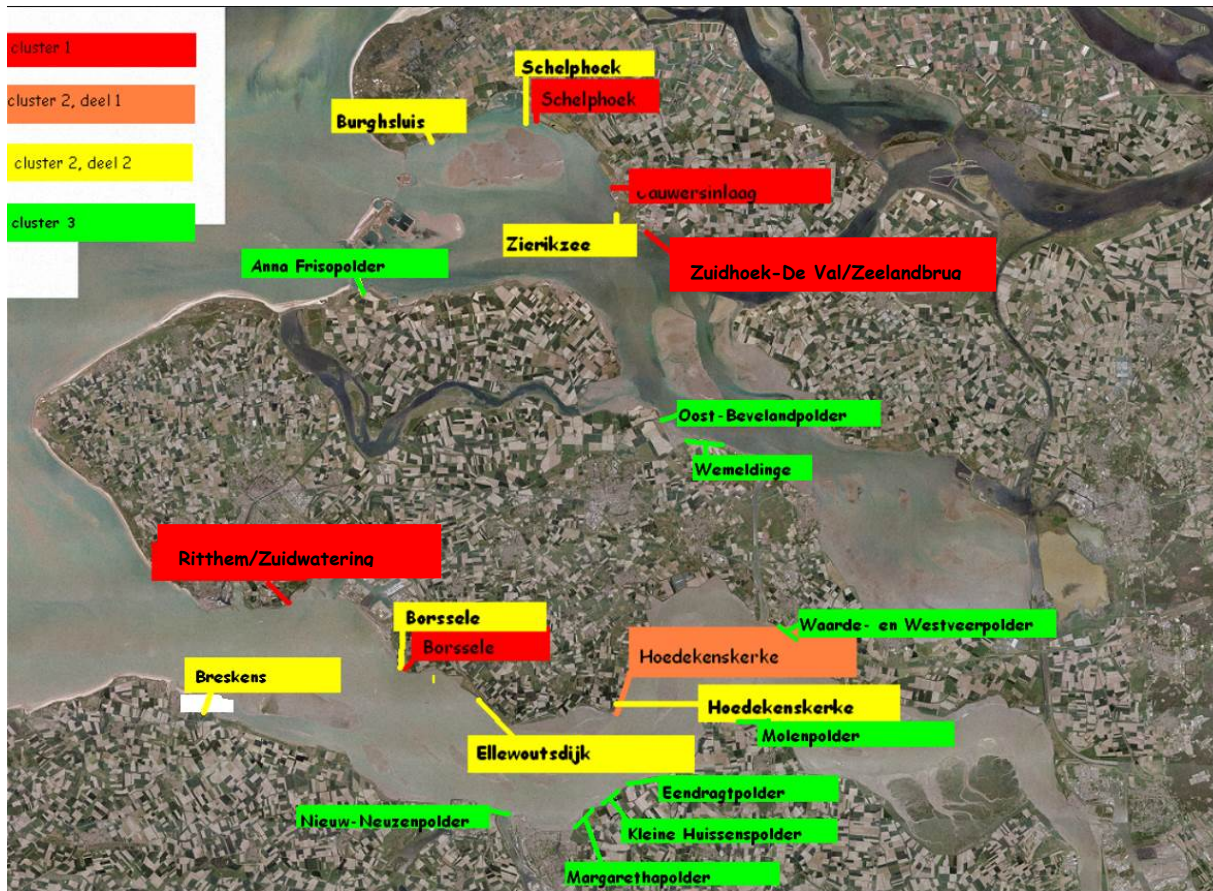 cluster 1
cluster 2, deel 1
cluster 2, deel 2
cluster 3
Schelphoek
Schelphoek
Burghsluis
Cauwersinlaag
Zierikzee
Zuidhoek-De Val/Zeelandbrug
Anna Frisopolder
Oost-Bevelandpolder
Wemeldinge
Ritthem/Zuidwatering
Borssele
Borssele
Waarde- en Westveerpolder
Hoedekenskerke
Breskens
Hoedekenskerke
Molenpolder
Ellewoutsdijk
Eendragtpolder
Nieuw-Neuzenpolder
Kleine Huissenspolder
Margarethapolder